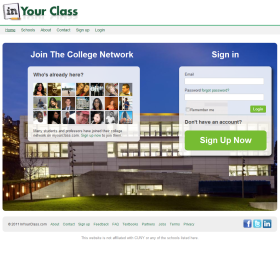 in Your Class
Home Schools About Contact Sign up Login
Join The College Network
Who's already here?
Many students and professors have joined their college
network on inyourclass.com. Sign up now to join them.
Sign in
Email
Password forgot password?
Remember me
Login
Don't have an account?
Sign Up Now
© 2011 InYourClass.com About Contact Sign up Feedback FAQ Textbooks Partners Jobs Terms Privacy
This website is not affiliated with CUNY or any of the schools listed here.